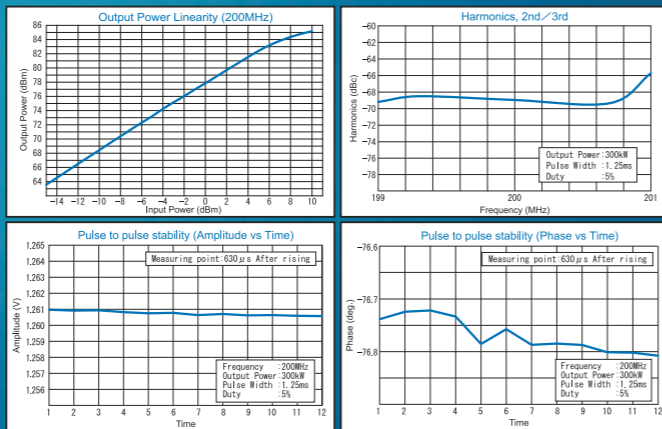 Output Power Linearity (200MHz)
Output Power (dBm)
86
84
82
80
78
76
74
72
70
68
66
64
−14 −12 −10 −8 −6 −4 −2 0 2 4 6 8 10
Input Power (dBm)
Harmonics, 2nd／3rd
Harmonics (dBc)
−60
−62
−64
−66
−68
−70
−72
−74
−76
−78
Output Power:300kW
Pulse Width :1.25ms
Duty :5%
199 200 201
Frequency (MHz)
Pulse to pulse stability (Amplitude vs Time)
Amplitude (V)
1,265
1,264
1,263
1,262
1,261
1,260
1,259
1,258
1,257
1,256
Measuring point:630μs After rising
Frequency :200MHz
Output Power:300kW
Pulse Width :1.25ms
Duty :5%
1 2 3 4 5 6 7 8 9 10 11 12
Time
Pulse to pulse stability (Phase vs Time)
Phase (deg.)
−76,6
−76,7
−76,8
Measuring point:630μs After rising
Frequency :200MHz
Output Power:300kW
Pulse Width :1.25ms
Duty :5%
1 2 3 4 5 6 7 8 9 10 11 12
Time